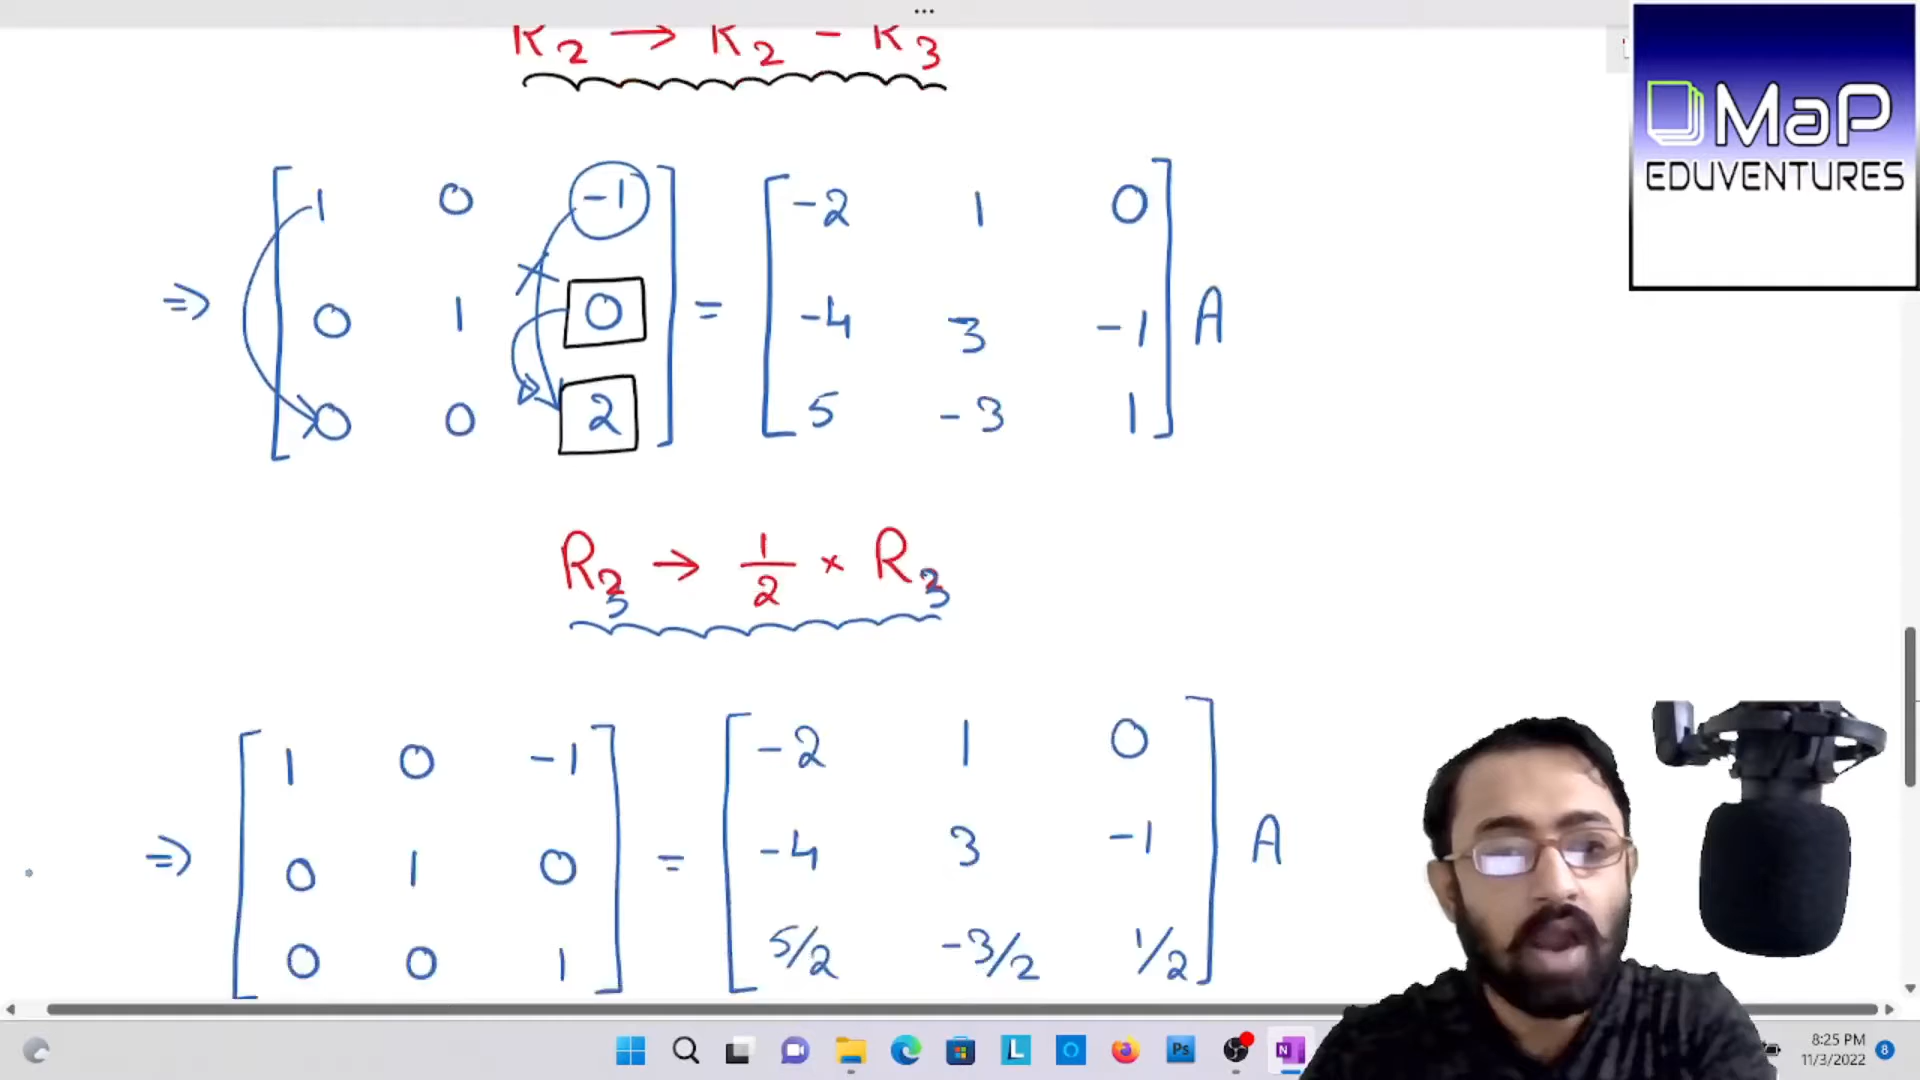 R2 → R2 - R3
MaP
EDUVENTURES
1 0 -1 -2 1 0
⇒ 0 1 0 = -4 3 -1 A
0 0 2 5 -3 1
R3 → 1/2 × R3
1 0 -1 -2 1 0
⇒ 0 1 0 = -4 3 -1 A
0 0 1 5/2 -3/2 1/2
8:25 PM
11/3/2022
8
L
Ps
N